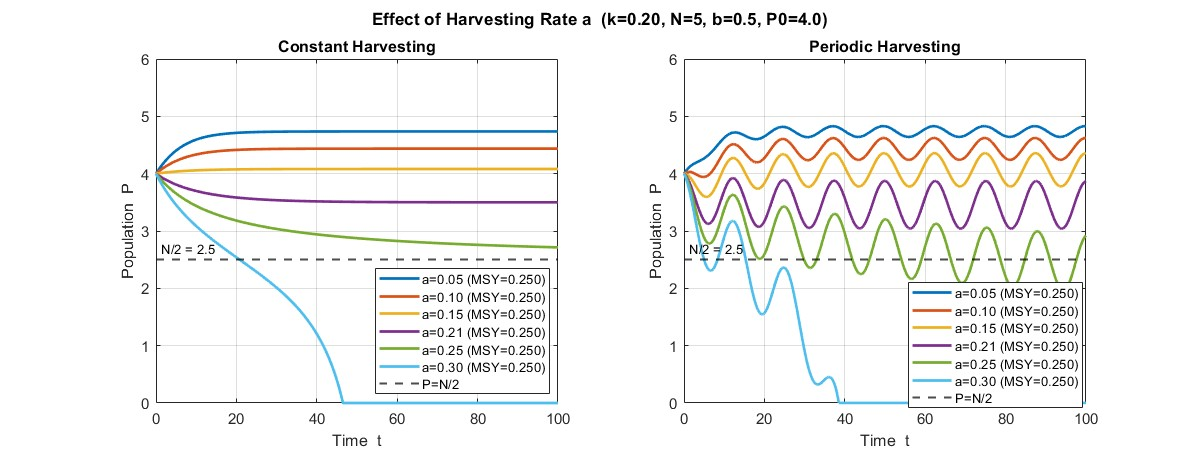 Effect of Harvesting Rate a  (k=0.20, N=5, b=0.5, P0=4.0)
Constant Harvesting
6
5
4
3
2
1
0
Population  P
N/2 = 2.5
a=0.05 (MSY=0.250)
a=0.10 (MSY=0.250)
a=0.15 (MSY=0.250)
a=0.21 (MSY=0.250)
a=0.25 (MSY=0.250)
a=0.30 (MSY=0.250)
P=N/2
0 20 40 60 80 100
Time  t
Periodic Harvesting
6
5
4
3
2
1
0
Population  P
N/2 = 2.5
a=0.05 (MSY=0.250)
a=0.10 (MSY=0.250)
a=0.15 (MSY=0.250)
a=0.21 (MSY=0.250)
a=0.25 (MSY=0.250)
a=0.30 (MSY=0.250)
P=N/2
0 20 40 60 80 100
Time  t